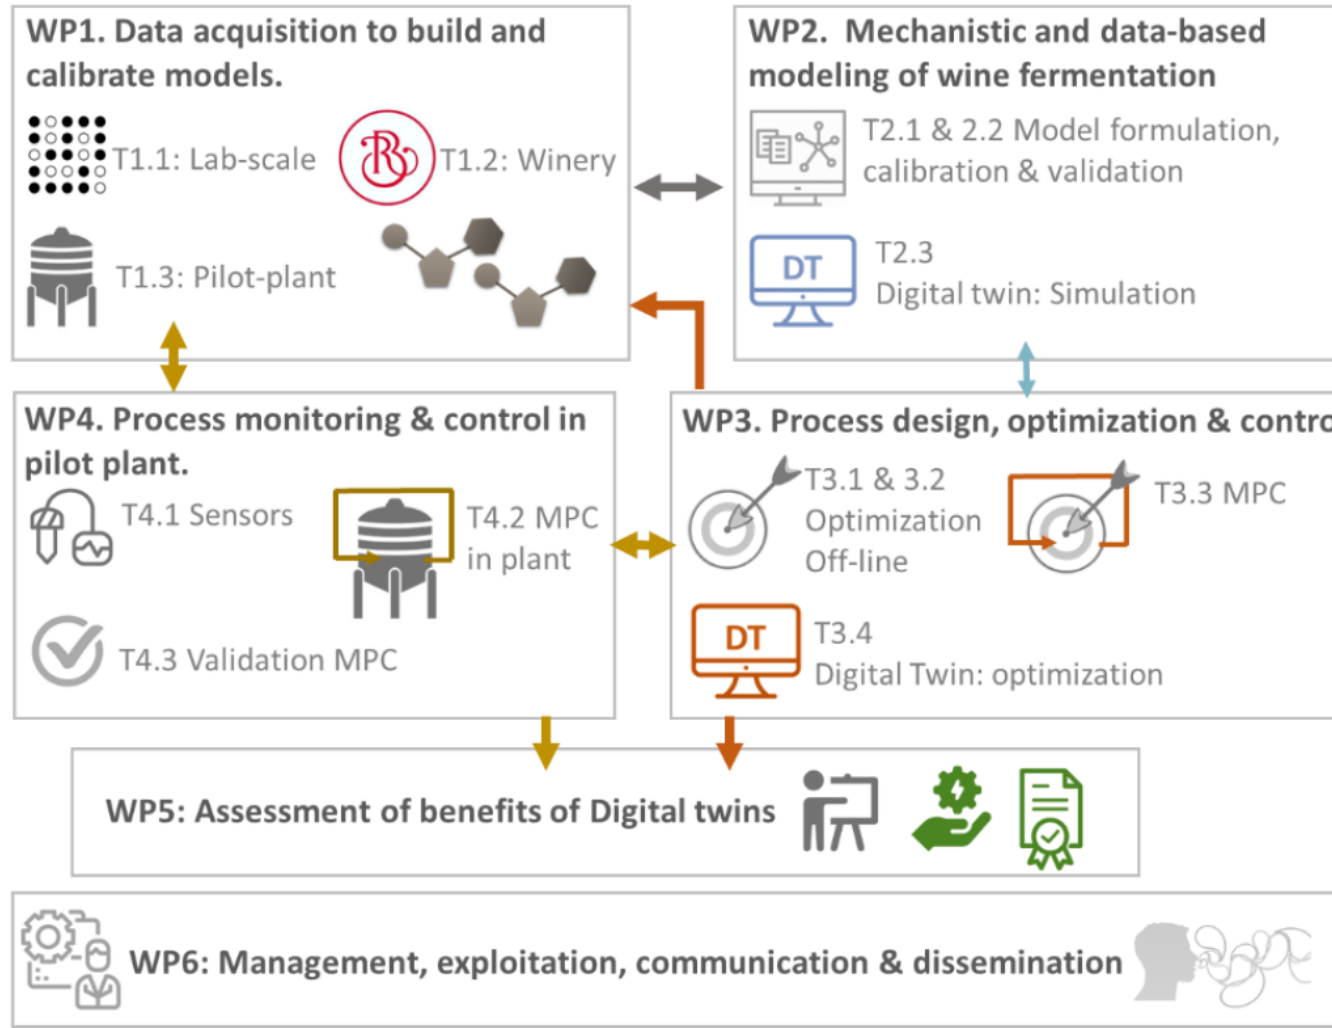 WP1. Data acquisition to build and
calibrate models.
T1.1: Lab-scale
T1.2: Winery
T1.3: Pilot-plant
WP2. Mechanistic and data-based
modeling of wine fermentation
T2.1 & 2.2 Model formulation,
calibration & validation
DT
T2.3
Digital twin: Simulation
WP4. Process monitoring & control in
pilot plant.
T4.1 Sensors
T4.2 MPC
in plant
T4.3 Validation MPC
WP3. Process design, optimization & contro
T3.1 & 3.2
Optimization
Off-line
T3.3 MPC
DT
T3.4
Digital Twin: optimization
WP5: Assessment of benefits of Digital twins
WP6: Management, exploitation, communication & dissemination